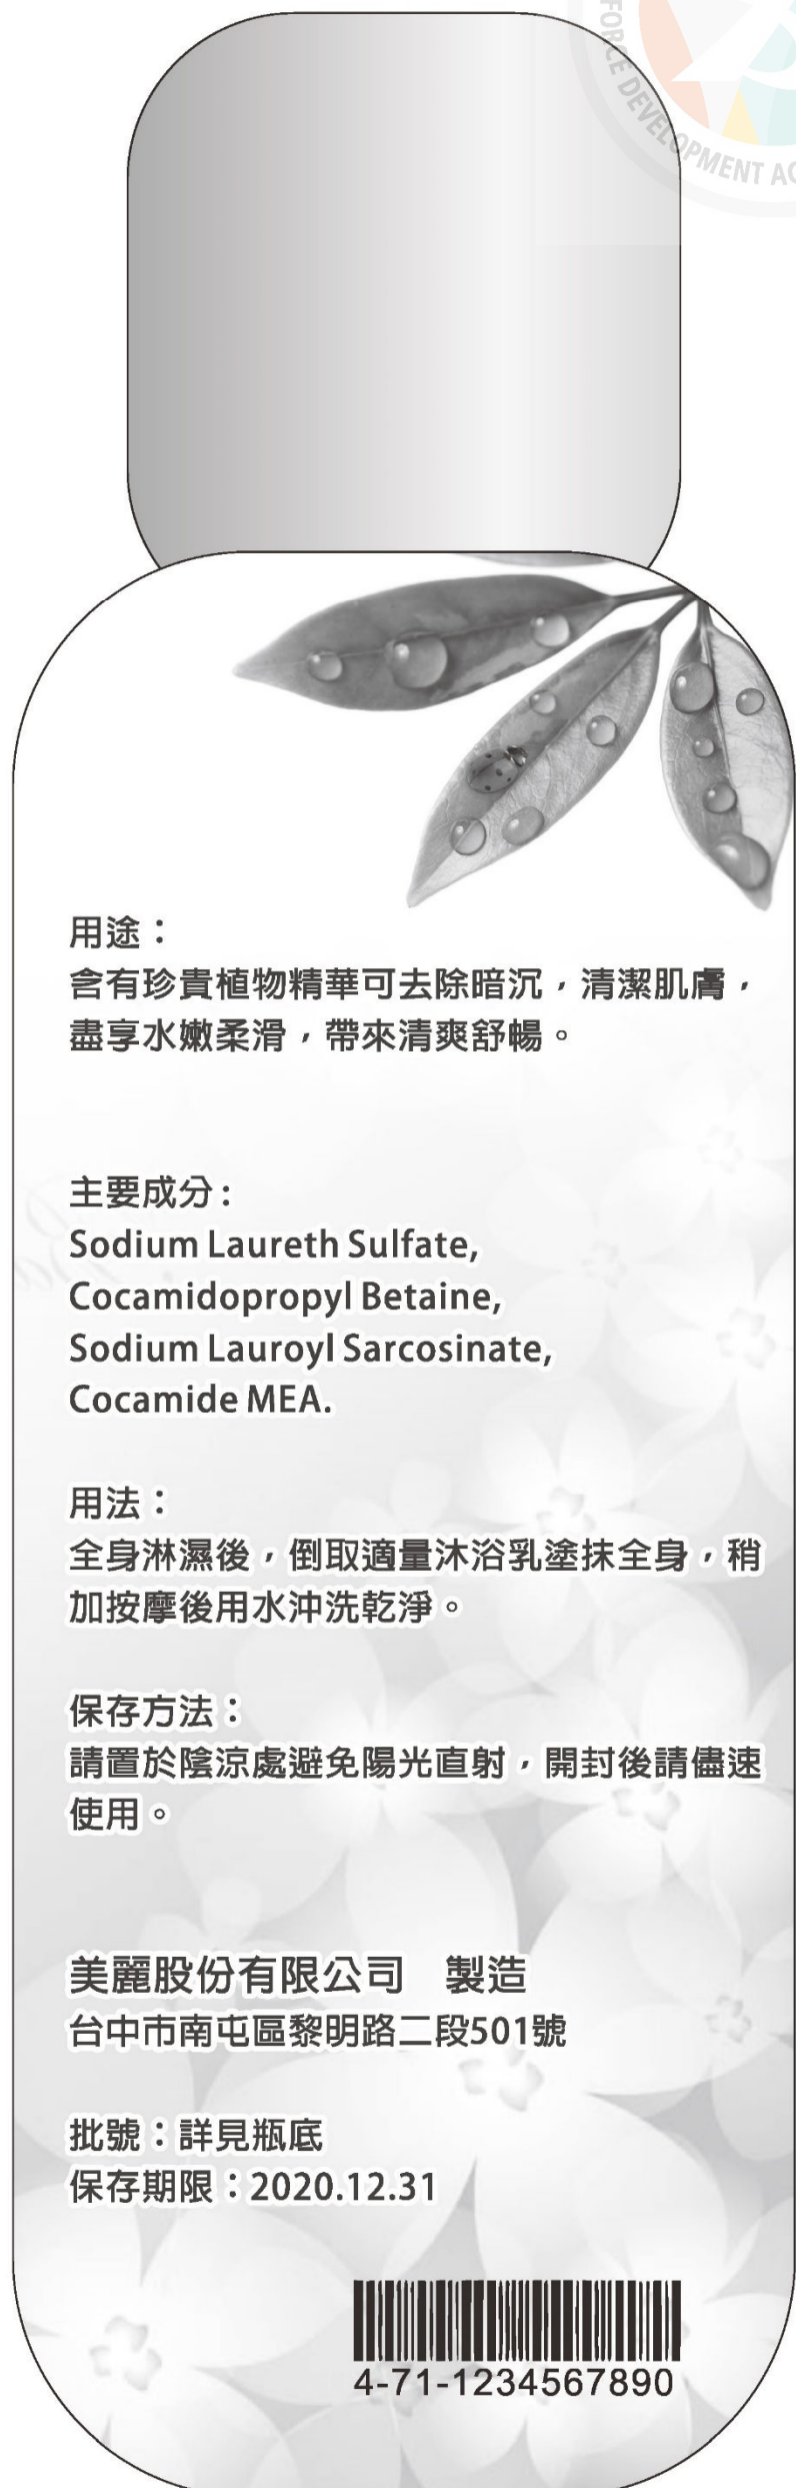 FORCE DEVELOPMENT
用途：
含有珍貴植物精華可去除暗沉，清潔肌膚，
盡享水嫩柔滑，帶來清爽舒暢。
主要成分:
Sodium Laureth Sulfate,
Cocamidopropyl Betaine,
Sodium Lauroyl Sarcosinate,
Cocamide MEA.
用法：
全身淋濕後，倒取適量沐浴乳塗抹全身，稍
加按摩後用水沖洗乾淨。
保存方法：
請置於陰涼處避免陽光直射，開封後請儘速
使用。
美麗股份有限公司　製造
台中市南屯區黎明路二段501號
批號：詳見瓶底
保存期限：2020.12.31
4-71-1234567890